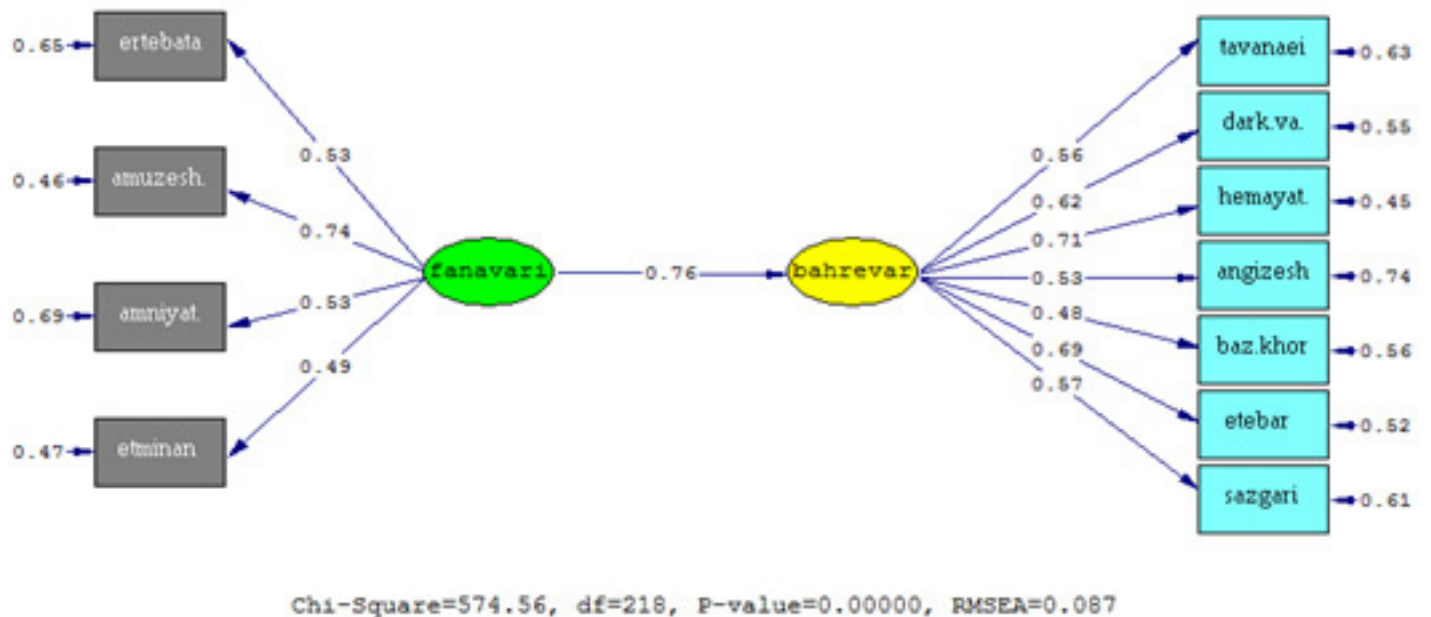 0.65 ertebata
0.53
0.46 amuzesh.
0.74
0.69 amniyat.
0.53
0.47 etminan
0.49
fanavari
0.76
bahrevar
0.56
tavanaei 0.63
0.62
dark.va. 0.55
0.71
hemayat. 0.45
0.53
angizesh 0.74
0.48
baz.khor 0.56
0.69
etebar 0.52
0.57
sazgari 0.61
Chi-Square=574.56, df=218, P-value=0.00000, RMSEA=0.087